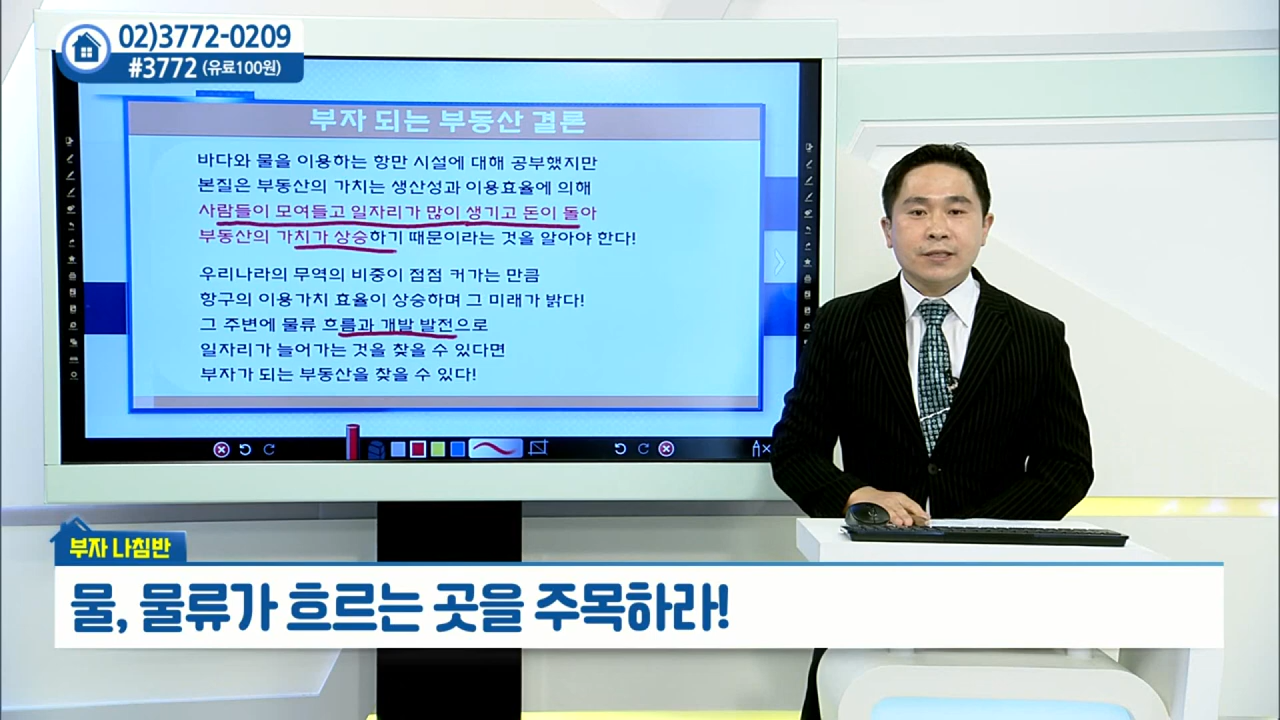 02)3772-0209
#3772 (유료100원)
부자 되는 부동산 결론
바다와 물을 이용하는 항만 시설에 대해 공부했지만
본질은 부동산의 가치는 생산성과 이용효율에 의해
사람들이 모여들고 일자리가 많이 생기고 돈이 돌아
부동산의 가치가 상승하기 때문이라는 것을 알아야 한다!
우리나라의 무역의 비중이 점점 커가는 만큼
항구의 이용가치 효율이 상승하며 그 미래가 밝다!
그 주변에 물류 흐름과 개발 발전으로
일자리가 늘어가는 것을 찾을 수 있다면
부자가 되는 부동산을 찾을 수 있다!
부자 나침반
물, 물류가 흐르는 곳을 주목하라!